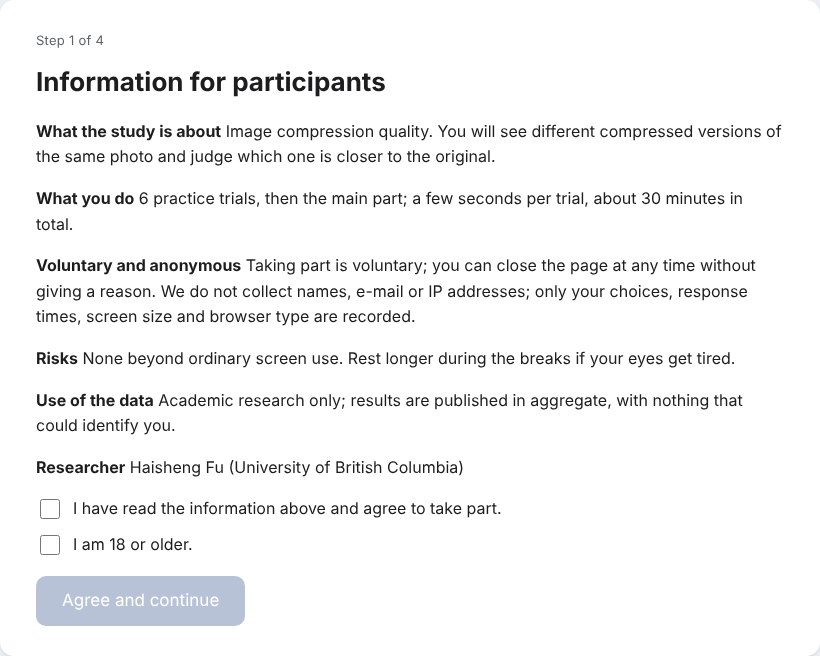 Step 1 of 4
Information for participants
What the study is about Image compression quality. You will see different compressed versions of
the same photo and judge which one is closer to the original.
What you do 6 practice trials, then the main part; a few seconds per trial, about 30 minutes in
total.
Voluntary and anonymous Taking part is voluntary; you can close the page at any time without
giving a reason. We do not collect names, e-mail or IP addresses; only your choices, response
times, screen size and browser type are recorded.
Risks None beyond ordinary screen use. Rest longer during the breaks if your eyes get tired.
Use of the data Academic research only; results are published in aggregate, with nothing that
could identify you.
Researcher Haisheng Fu (University of British Columbia)
I have read the information above and agree to take part.
I am 18 or older.
Agree and continue